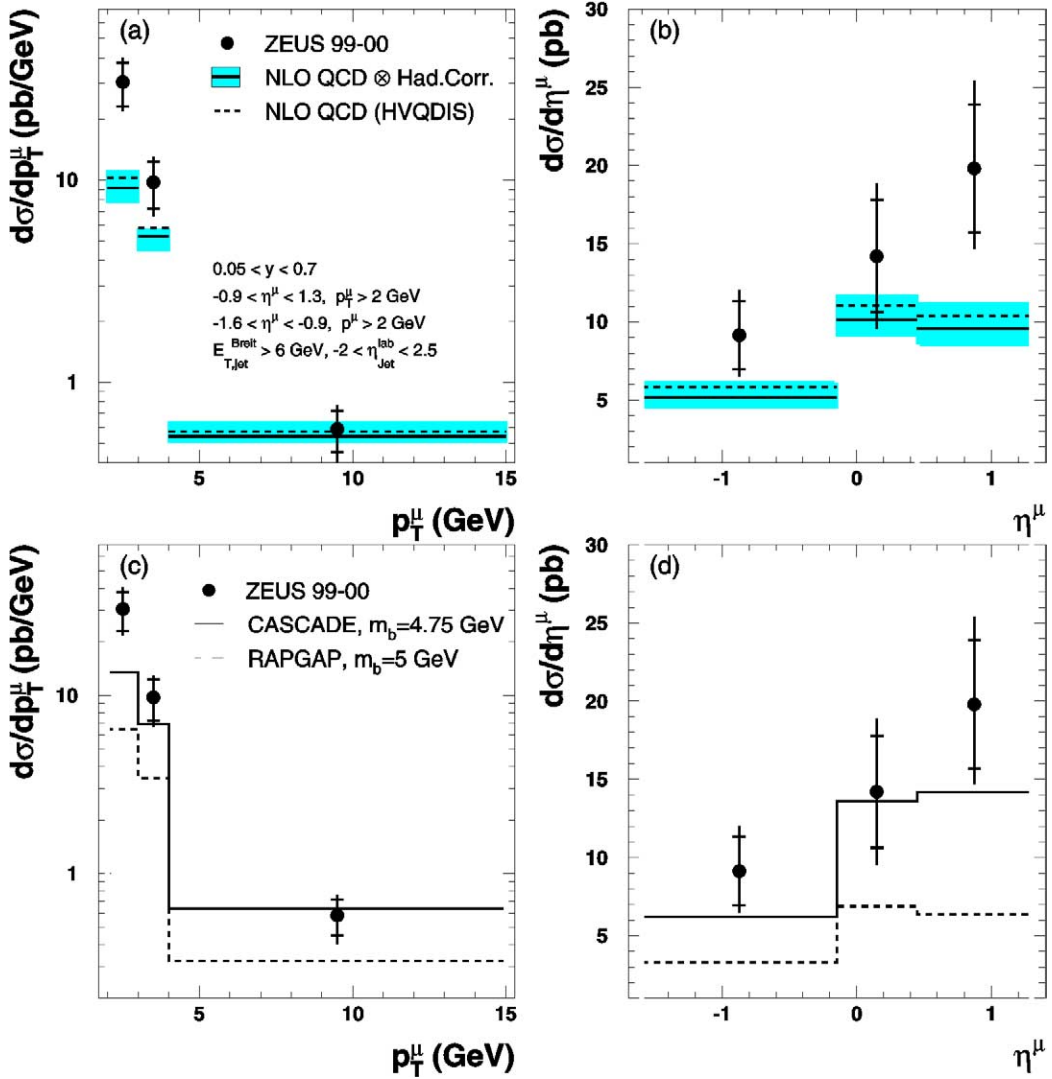 (a)
ZEUS 99-00
NLO QCD ⊗ Had.Corr.
NLO QCD (HVQDIS)
0.05 < y < 0.7
-0.9 < η^μ < 1.3, p_T^μ > 2 GeV
-1.6 < η^μ < -0.9, p^μ > 2 GeV
E_{T,jet}^{Breit} > 6 GeV, -2 < η_{Jet}^{lab} < 2.5
dσ/dp_T^μ (pb/GeV)
10
1
5
10
15
p_T^μ (GeV)
(b)
dσ/dη^μ (pb)
30
25
20
15
10
5
-1
0
1
η^μ
(c)
ZEUS 99-00
CASCADE, m_b=4.75 GeV
RAPGAP, m_b=5 GeV
dσ/dp_T^μ (pb/GeV)
10
1
5
10
15
p_T^μ (GeV)
(d)
dσ/dη^μ (pb)
30
25
20
15
10
5
-1
0
1
η^μ